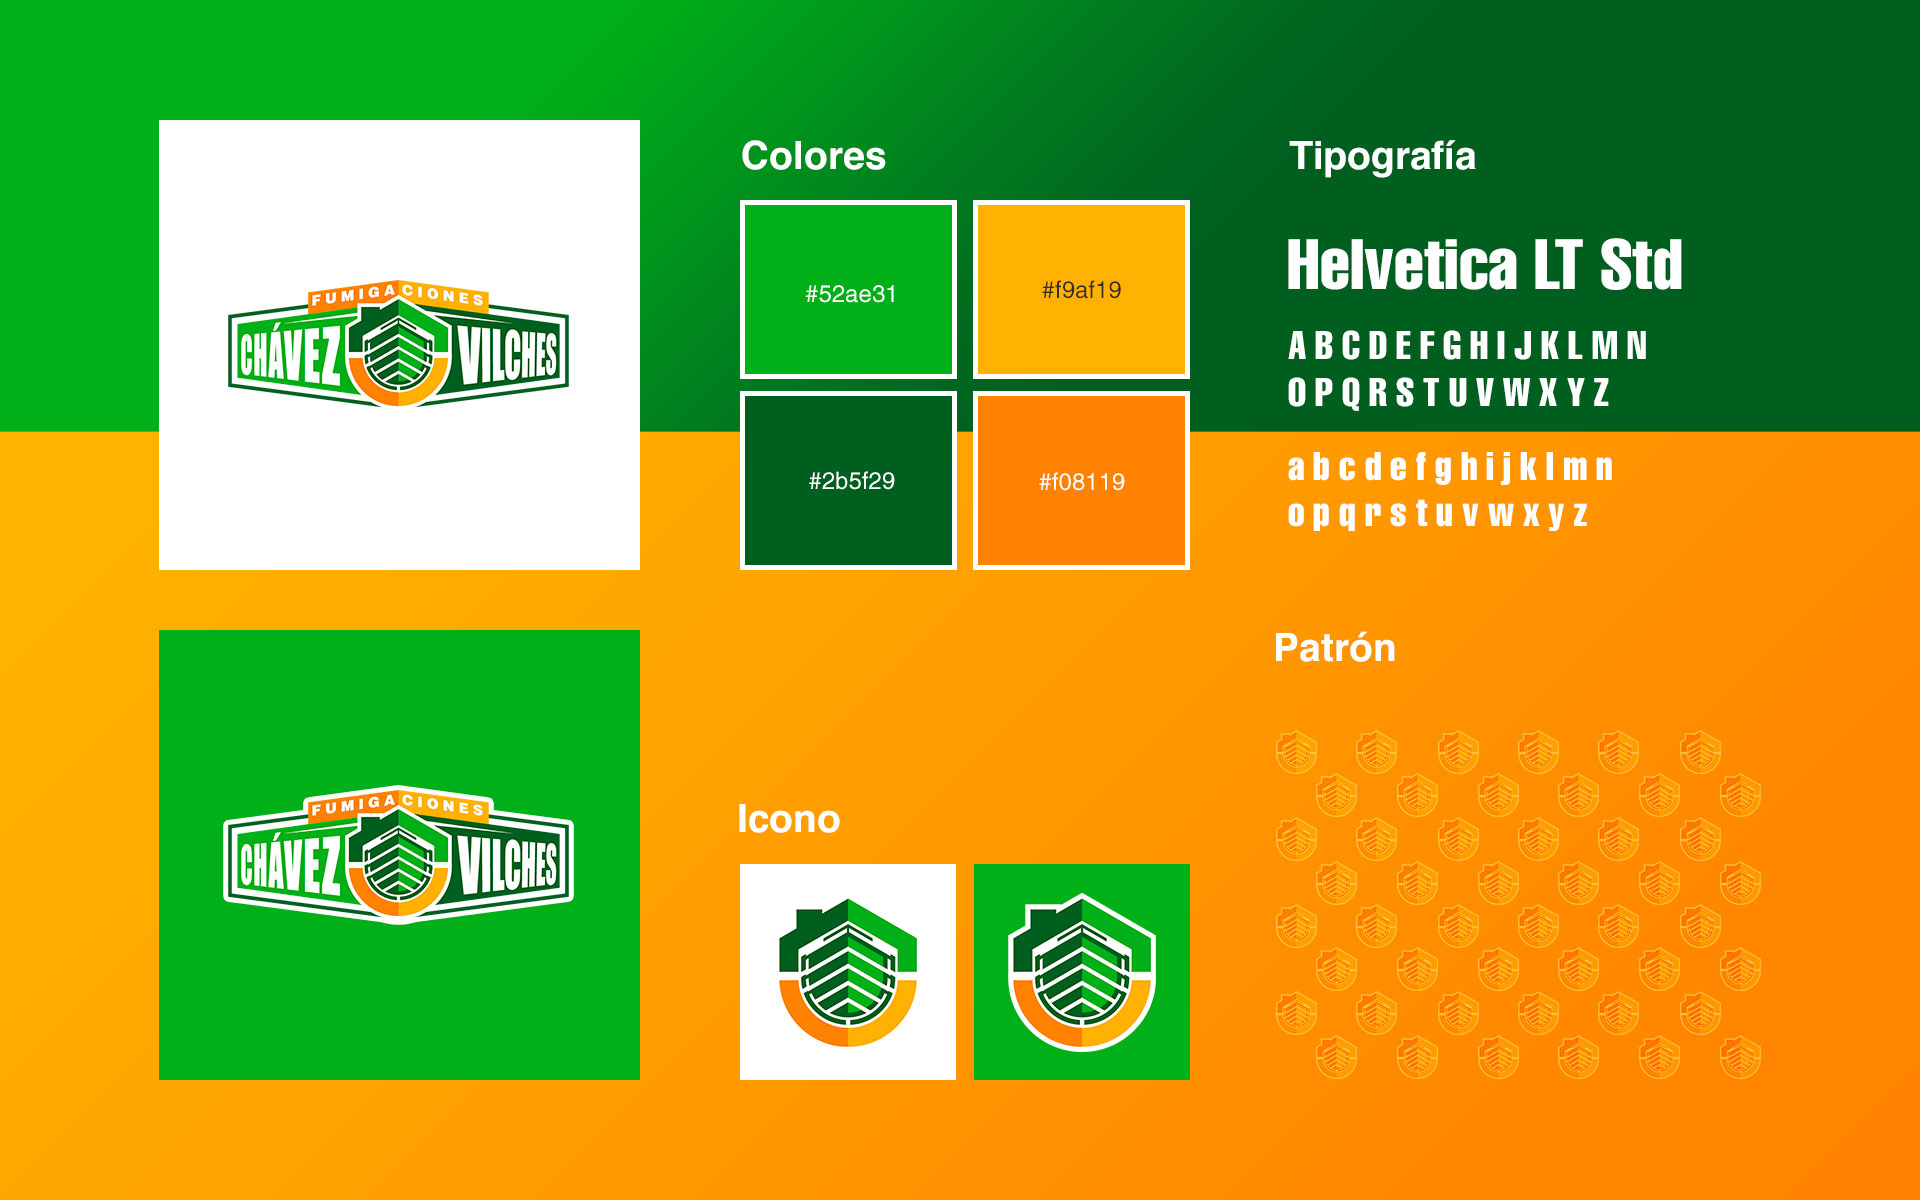 FUMIGACIONES
CHÁVEZ VILCHES
Colores
#52ae31
#f9af19
#2b5f29
#f08119
Tipografía
Helvetica LT Std
A B C D E F G H I J K L M N
O P Q R S T U V W X Y Z
a b c d e f g h i j k l m n
o p q r s t u v w x y z
FUMIGACIONES
CHÁVEZ VILCHES
Icono
Patrón